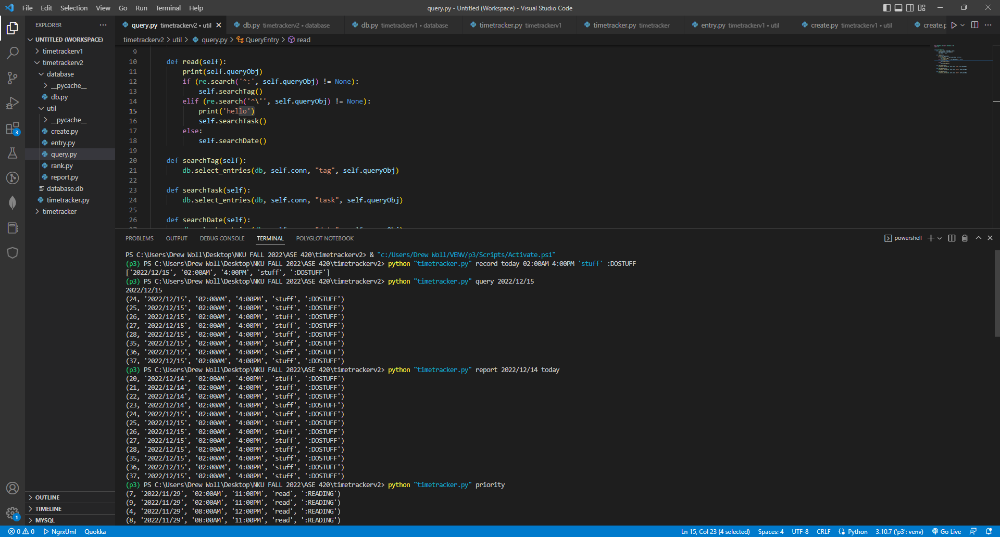 File Edit Selection View Go Run Terminal Help
query.py - Untitled (Workspace) - Visual Studio Code
EXPLORER
UNTITLED (WORKSPACE)
timetrackerv1
timetrackerv2
database
__pycache__
db.py
util
__pycache__
create.py
entry.py
query.py
rank.py
report.py
database.db
timetracker.py
timetracker
OUTLINE
TIMELINE
MYSQL
3
1
query.py timetrackerv2 • util
db.py timetrackerv2 • database
db.py timetrackerv1 • database
timetracker.py timetrackerv1
timetracker.py timetracker
entry.py timetrackerv1 • util
create.py timetrackerv1 • util
create.p
timetrackerv2 > util > query.py > QueryEntry > read
9
10 def read(self):
11 print(self.queryObj)
12 if (re.search('^:', self.queryObj) != None):
13 self.searchTag()
14 elif (re.search('^\'', self.queryObj) != None):
15 print('hello')
16 self.searchTask()
17 else:
18 self.searchDate()
19
20 def searchTag(self):
21 db.select_entries(db, self.conn, "tag", self.queryObj)
22
23 def searchTask(self):
24 db.select_entries(db, self.conn, "task", self.queryObj)
25
26 def searchDate(self):
PROBLEMS OUTPUT DEBUG CONSOLE TERMINAL POLYGLOT NOTEBOOK
powershell
PS C:\Users\Drew Woll\Desktop\NKU FALL 2022\ASE 420\timetrackerv2> & "c:/Users/Drew Woll/VENV/p3/Scripts/Activate.ps1"
(p3) PS C:\Users\Drew Woll\Desktop\NKU FALL 2022\ASE 420\timetrackerv2> python "timetracker.py" record today 02:00AM 4:00PM 'stuff' :DOSTUFF
['2022/12/15', '02:00AM', '4:00PM', 'stuff', ':DOSTUFF']
(p3) PS C:\Users\Drew Woll\Desktop\NKU FALL 2022\ASE 420\timetrackerv2> python "timetracker.py" query 2022/12/15
2022/12/15
(24, '2022/12/15', '02:00AM', '4:00PM', 'stuff', ':DOSTUFF')
(25, '2022/12/15', '02:00AM', '4:00PM', 'stuff', ':DOSTUFF')
(26, '2022/12/15', '02:00AM', '4:00PM', 'stuff', ':DOSTUFF')
(27, '2022/12/15', '02:00AM', '4:00PM', 'stuff', ':DOSTUFF')
(28, '2022/12/15', '02:00AM', '4:00PM', 'stuff', ':DOSTUFF')
(35, '2022/12/15', '02:00AM', '4:00PM', 'stuff', ':DOSTUFF')
(36, '2022/12/15', '02:00AM', '4:00PM', 'stuff', ':DOSTUFF')
(37, '2022/12/15', '02:00AM', '4:00PM', 'stuff', ':DOSTUFF')
(p3) PS C:\Users\Drew Woll\Desktop\NKU FALL 2022\ASE 420\timetrackerv2> python "timetracker.py" report 2022/12/14 today
(20, '2022/12/14', '02:00AM', '4:00PM', 'stuff', ':DOSTUFF')
(21, '2022/12/14', '02:00AM', '4:00PM', 'stuff', ':DOSTUFF')
(22, '2022/12/14', '02:00AM', '4:00PM', 'stuff', ':DOSTUFF')
(23, '2022/12/14', '02:00AM', '4:00PM', 'stuff', ':DOSTUFF')
(24, '2022/12/15', '02:00AM', '4:00PM', 'stuff', ':DOSTUFF')
(25, '2022/12/15', '02:00AM', '4:00PM', 'stuff', ':DOSTUFF')
(26, '2022/12/15', '02:00AM', '4:00PM', 'stuff', ':DOSTUFF')
(27, '2022/12/15', '02:00AM', '4:00PM', 'stuff', ':DOSTUFF')
(28, '2022/12/15', '02:00AM', '4:00PM', 'stuff', ':DOSTUFF')
(35, '2022/12/15', '02:00AM', '4:00PM', 'stuff', ':DOSTUFF')
(36, '2022/12/15', '02:00AM', '4:00PM', 'stuff', ':DOSTUFF')
(37, '2022/12/15', '02:00AM', '4:00PM', 'stuff', ':DOSTUFF')
(p3) PS C:\Users\Drew Woll\Desktop\NKU FALL 2022\ASE 420\timetrackerv2> python "timetracker.py" priority
(7, '2022/11/29', '02:00AM', '11:00PM', 'read', ':READING')
(9, '2022/11/29', '02:00AM', '11:00PM', 'read', ':READING')
(4, '2022/11/29', '08:00AM', '12:00PM', 'read', ':READING')
(8, '2022/11/29', '08:00AM', '11:00PM', 'read', ':READING')
0 0 NgrxUml Quokka
Ln 15, Col 23 (4 selected) Spaces: 4 UTF-8 CRLF Python 3.10.7 ('p3': venv) Go Live